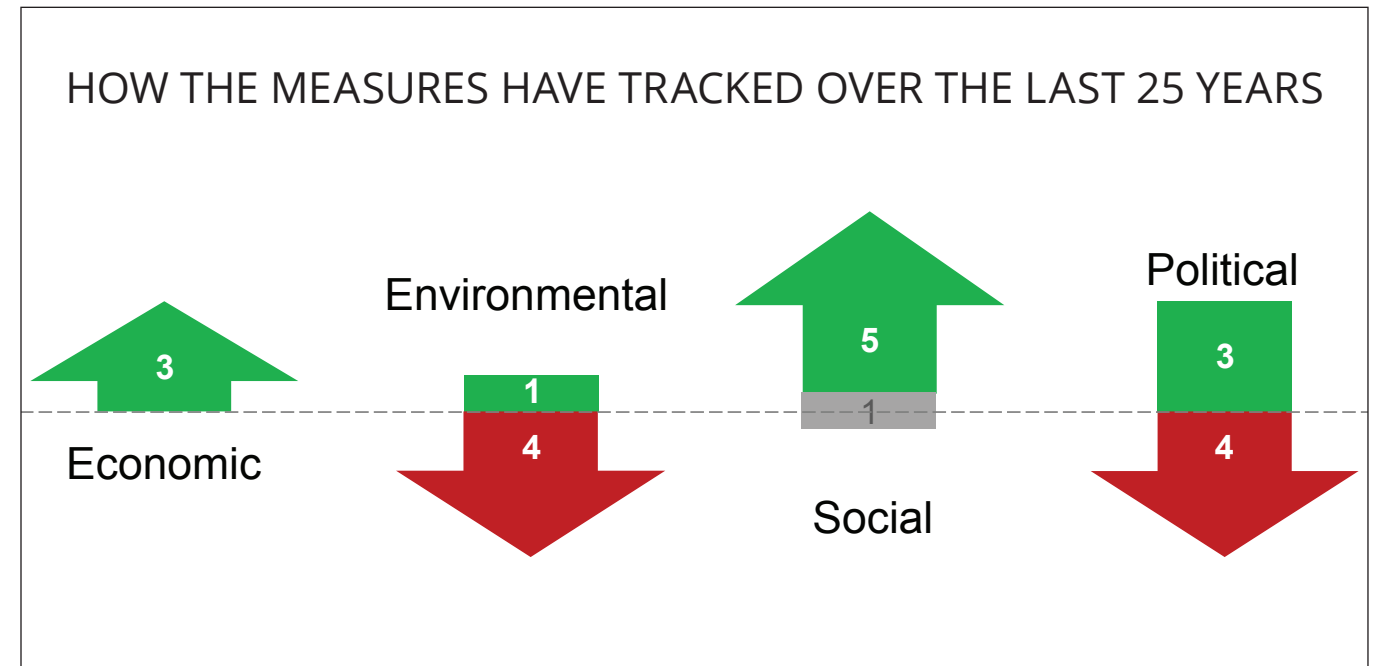 HOW THE MEASURES HAVE TRACKED OVER THE LAST 25 YEARS
3
Economic
Environmental
1
4
5
1
Social
Political
3
4